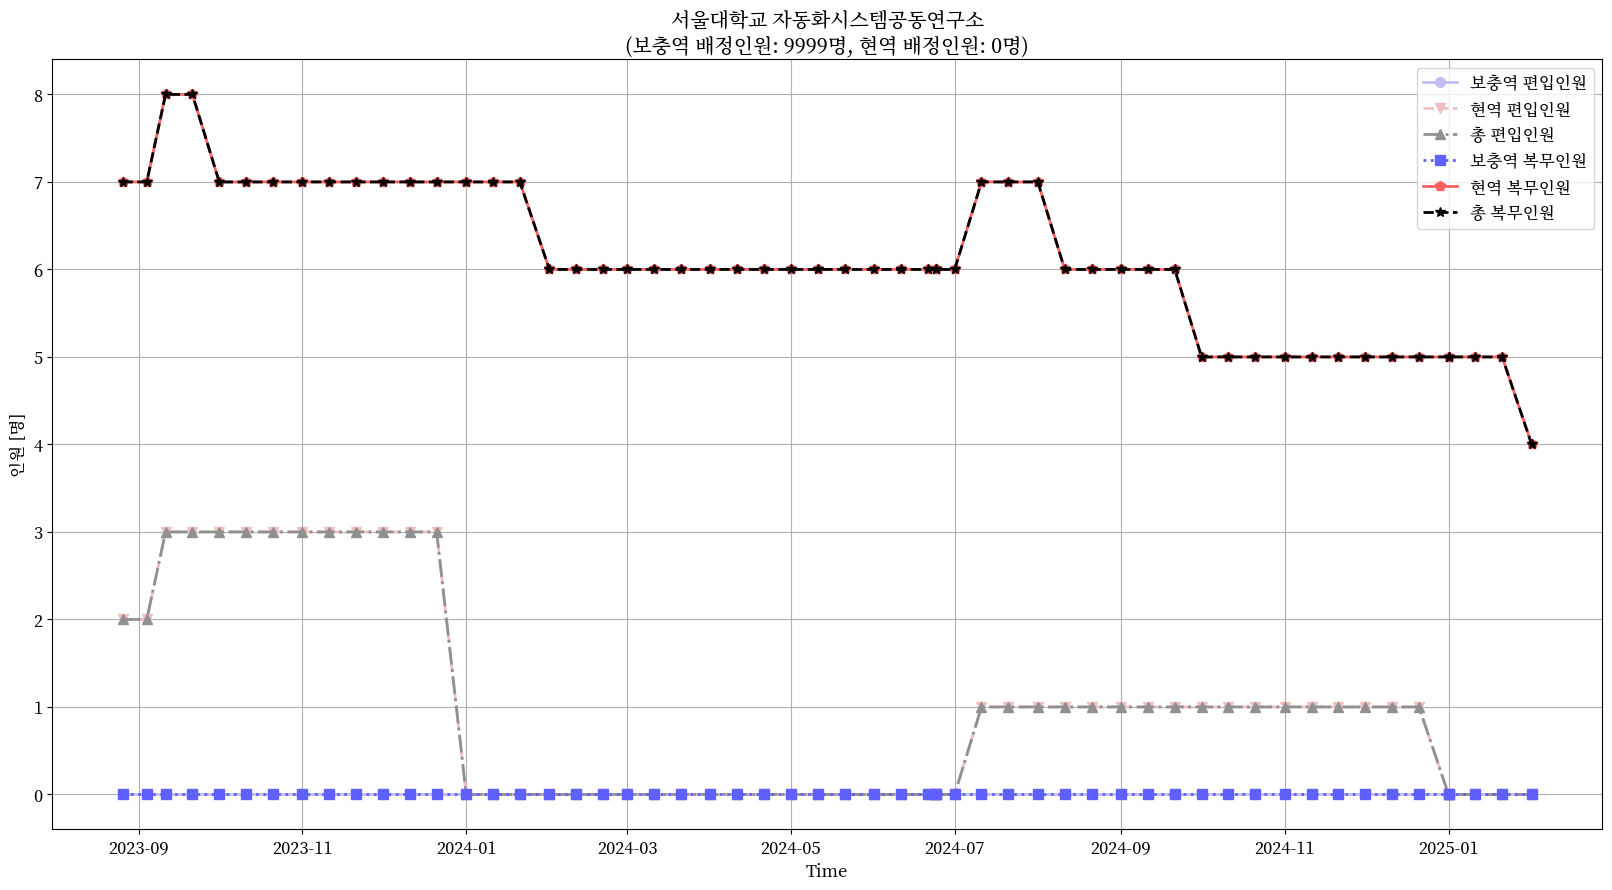 서울대학교 자동화시스템공동연구소
(보충역 배정인원: 9999명, 현역 배정인원: 0명)
보충역 편입인원
현역 편입인원
총 편입인원
보충역 복무인원
현역 복무인원
총 복무인원
인원 [명]
8
7
6
5
4
3
2
1
0
2023-09
2023-11
2024-01
2024-03
2024-05
2024-07
2024-09
2024-11
2025-01
Time